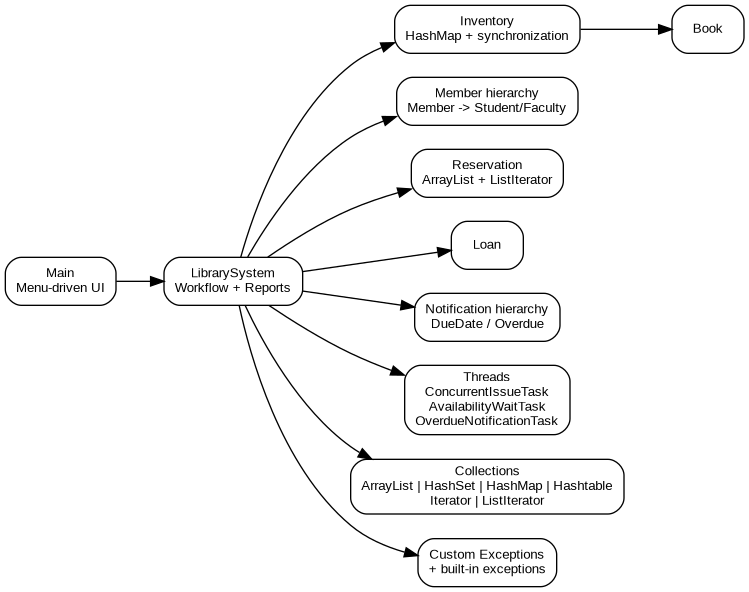 Inventory
HashMap + synchronization
Book
Member hierarchy
Member -> Student/Faculty
Reservation
ArrayList + ListIterator
Loan
Main
Menu-driven UI
LibrarySystem
Workflow + Reports
Notification hierarchy
DueDate / Overdue
Threads
ConcurrentIssueTask
AvailabilityWaitTask
OverdueNotificationTask
Collections
ArrayList | HashSet | HashMap | Hashtable
Iterator | ListIterator
Custom Exceptions
+ built-in exceptions